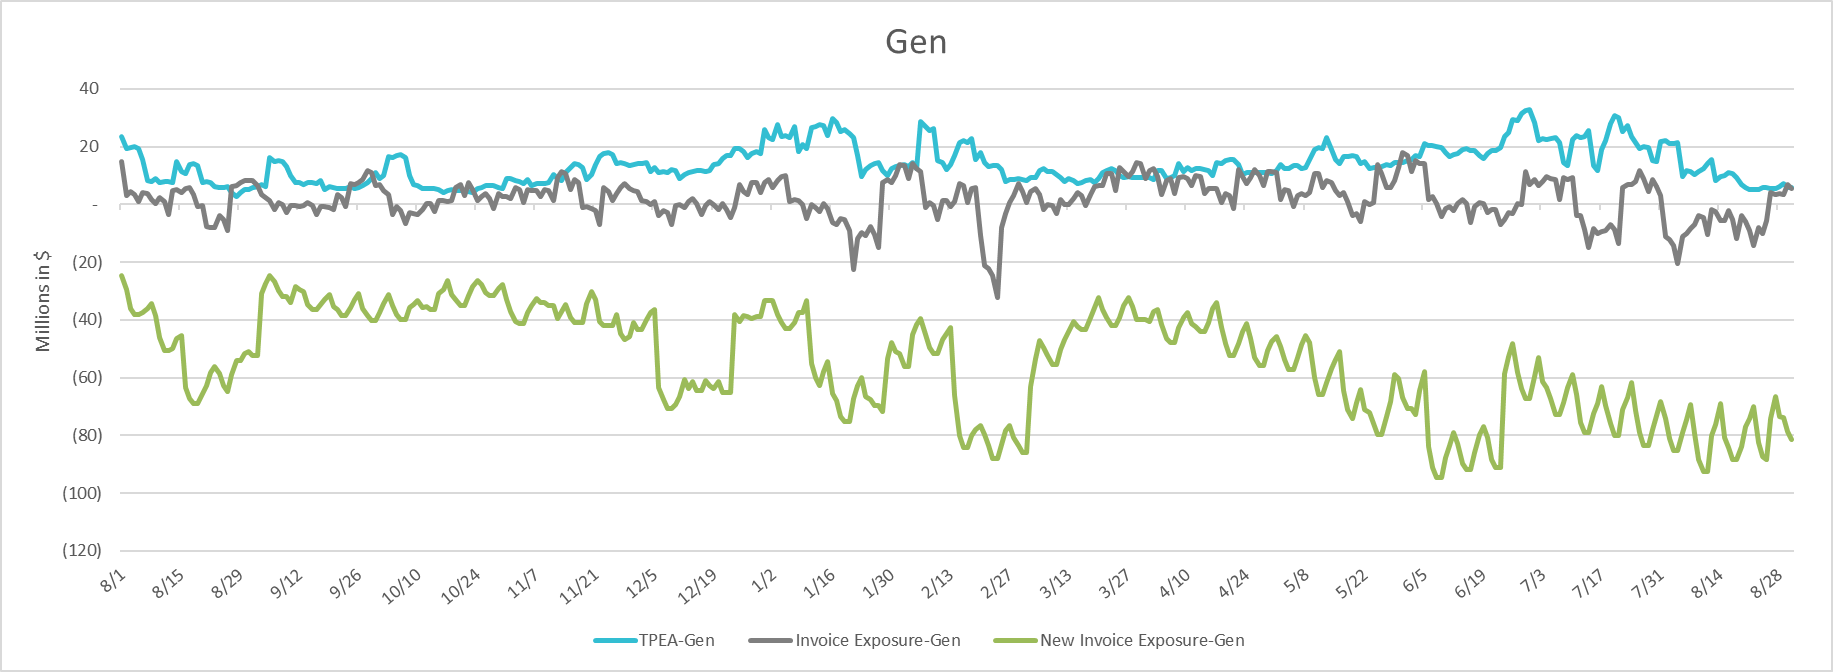 Gen
40
20
-
(20)
(40)
(60)
(80)
(100)
(120)
Millions in $
8/1 8/15 8/29 9/12 9/26 10/10 10/24 11/7 11/21 12/5 12/19 1/2 1/16 1/30 2/13 2/27 3/13 3/27 4/10 4/24 5/8 5/22 6/5 6/19 7/3 7/17 7/31 8/14 8/28
TPEA-Gen Invoice Exposure-Gen New Invoice Exposure-Gen